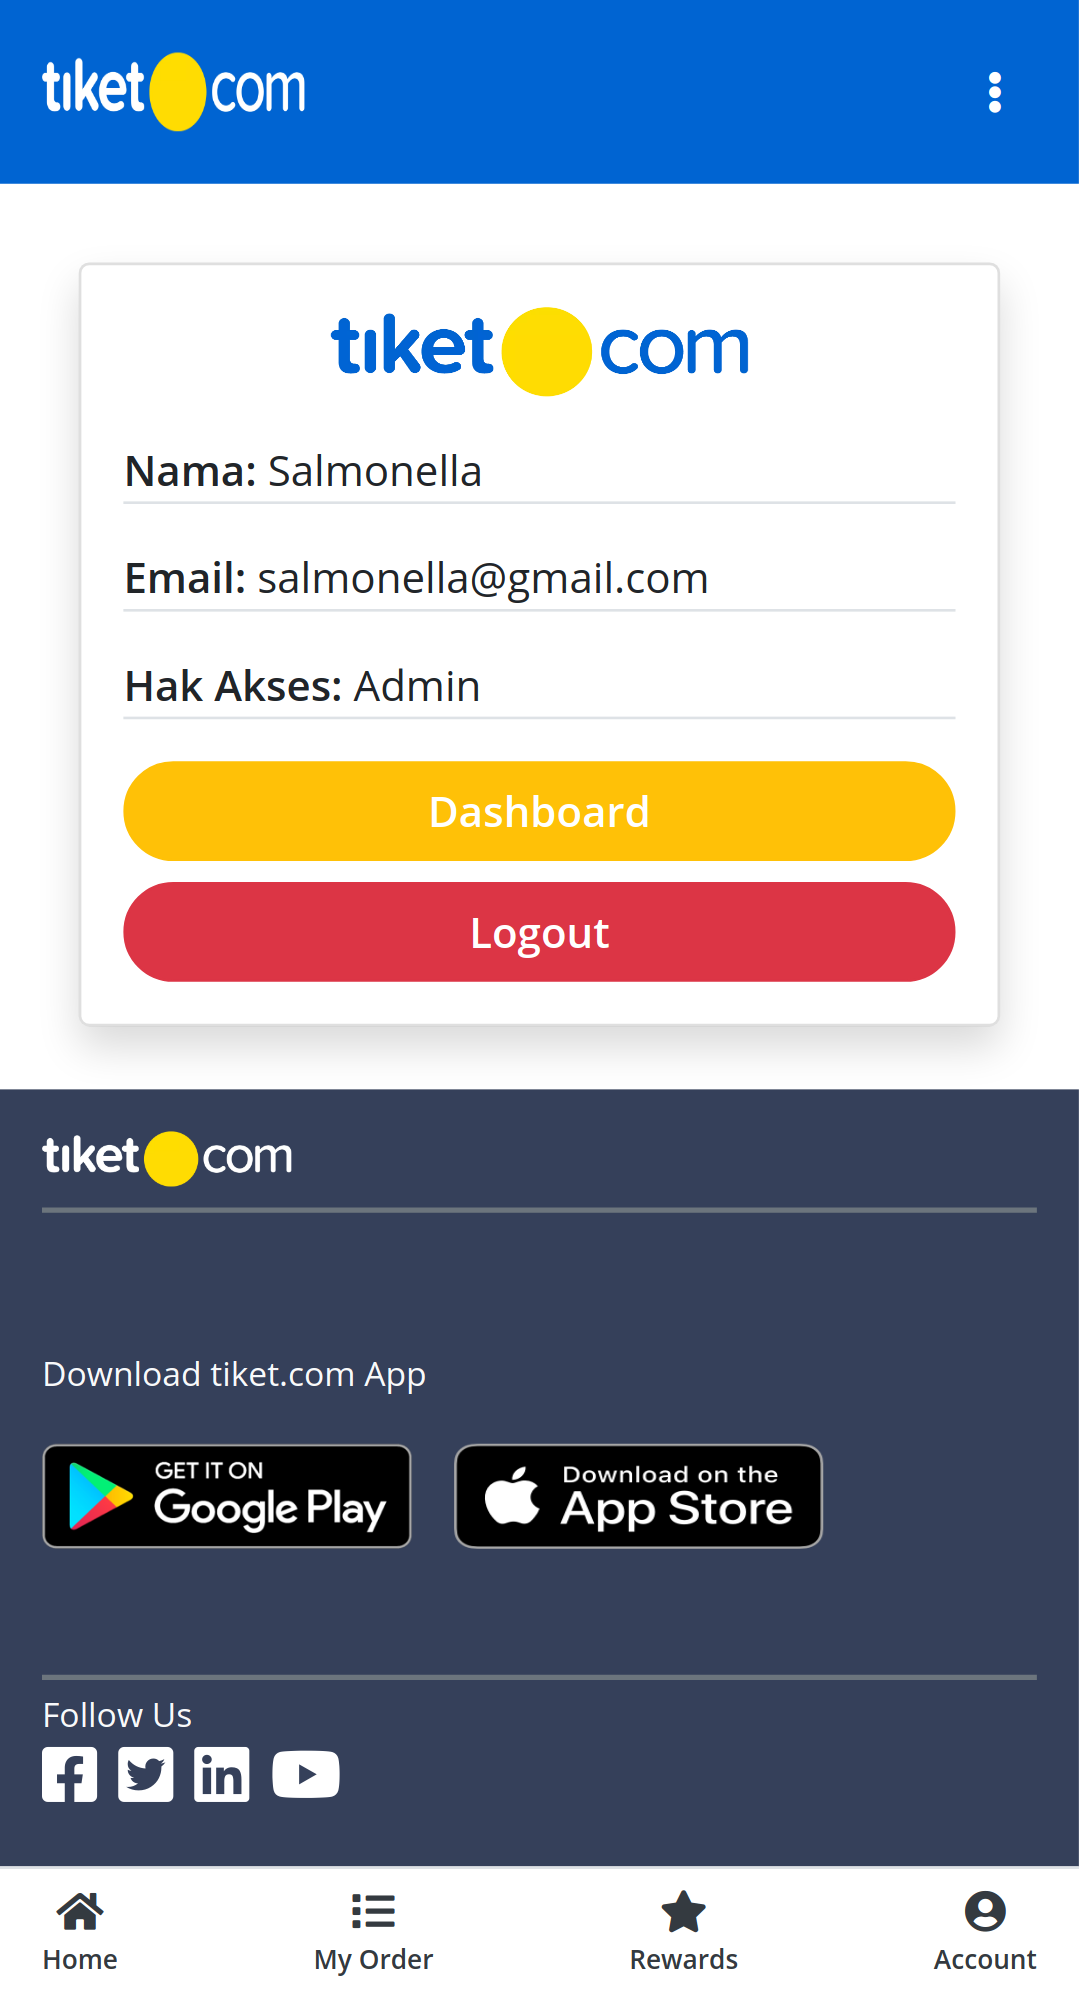 tiket com
tiket com
Nama: Salmonella
Email: salmonella@gmail.com
Hak Akses: Admin
Dashboard
Logout
tiket com
Download tiket.com App
GET IT ON
Google Play
Download on the
App Store
Follow Us
Home
My Order
Rewards
Account